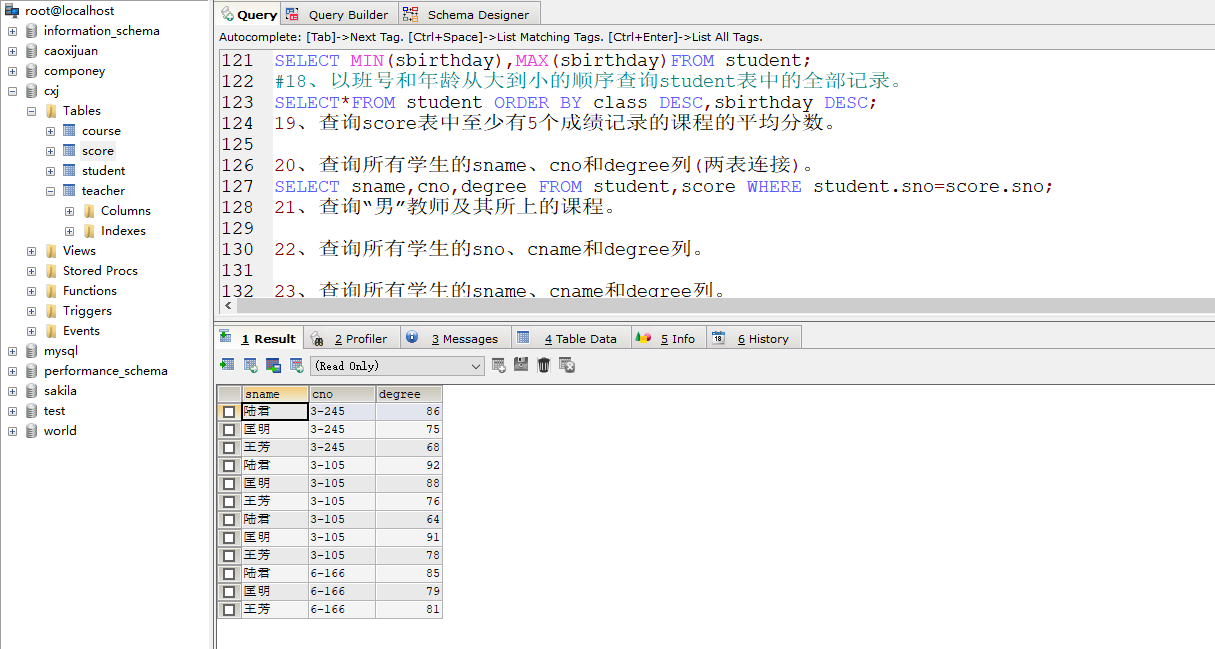 root@localhost
information_schema
caoxijuan
componey
cxj
Tables
course
score
student
teacher
Columns
Indexes
Views
Stored Procs
Functions
Triggers
Events
mysql
performance_schema
sakila
test
world
Query Query Builder Schema Designer
Autocomplete: [Tab]->Next Tag. [Ctrl+Space]->List Matching Tags. [Ctrl+Enter]->List All Tags.
121 SELECT MIN(sbirthday),MAX(sbirthday)FROM student;
122 #18、以班号和年龄从大到小的顺序查询student表中的全部记录。
123 SELECT*FROM student ORDER BY class DESC,sbirthday DESC;
124 19、查询score表中至少有5个成绩记录的课程的平均分数。
125
126 20、查询所有学生的sname、cno和degree列(两表连接)。
127 SELECT sname,cno,degree FROM student,score WHERE student.sno=score.sno;
128 21、查询“男”教师及其所上的课程。
129
130 22、查询所有学生的sno、cname和degree列。
131
132 23、查询所有学生的sname、cname和degree列。
1 Result 2 Profiler 3 Messages 4 Table Data 5 Info 18 6 History
(Read Only)
sname cno degree
陆君 3-245 86
匡明 3-245 75
王芳 3-245 68
陆君 3-105 92
匡明 3-105 88
王芳 3-105 76
陆君 3-105 64
匡明 3-105 91
王芳 3-105 78
陆君 6-166 85
匡明 6-166 79
王芳 6-166 81